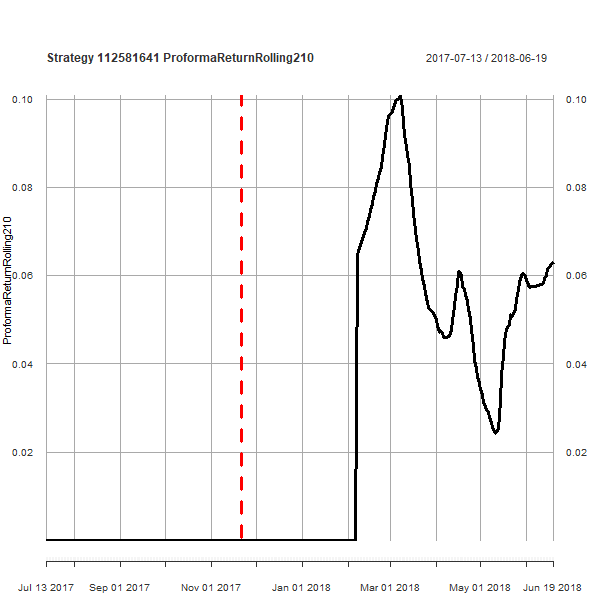 Strategy 112581641 ProformaReturnRolling210
2017-07-13 / 2018-06-19
ProformaReturnRolling210
0.10
0.08
0.06
0.04
0.02
0.10
0.08
0.06
0.04
0.02
Jul 13 2017
Sep 01 2017
Nov 01 2017
Jan 01 2018
Mar 01 2018
May 01 2018
Jun 19 2018